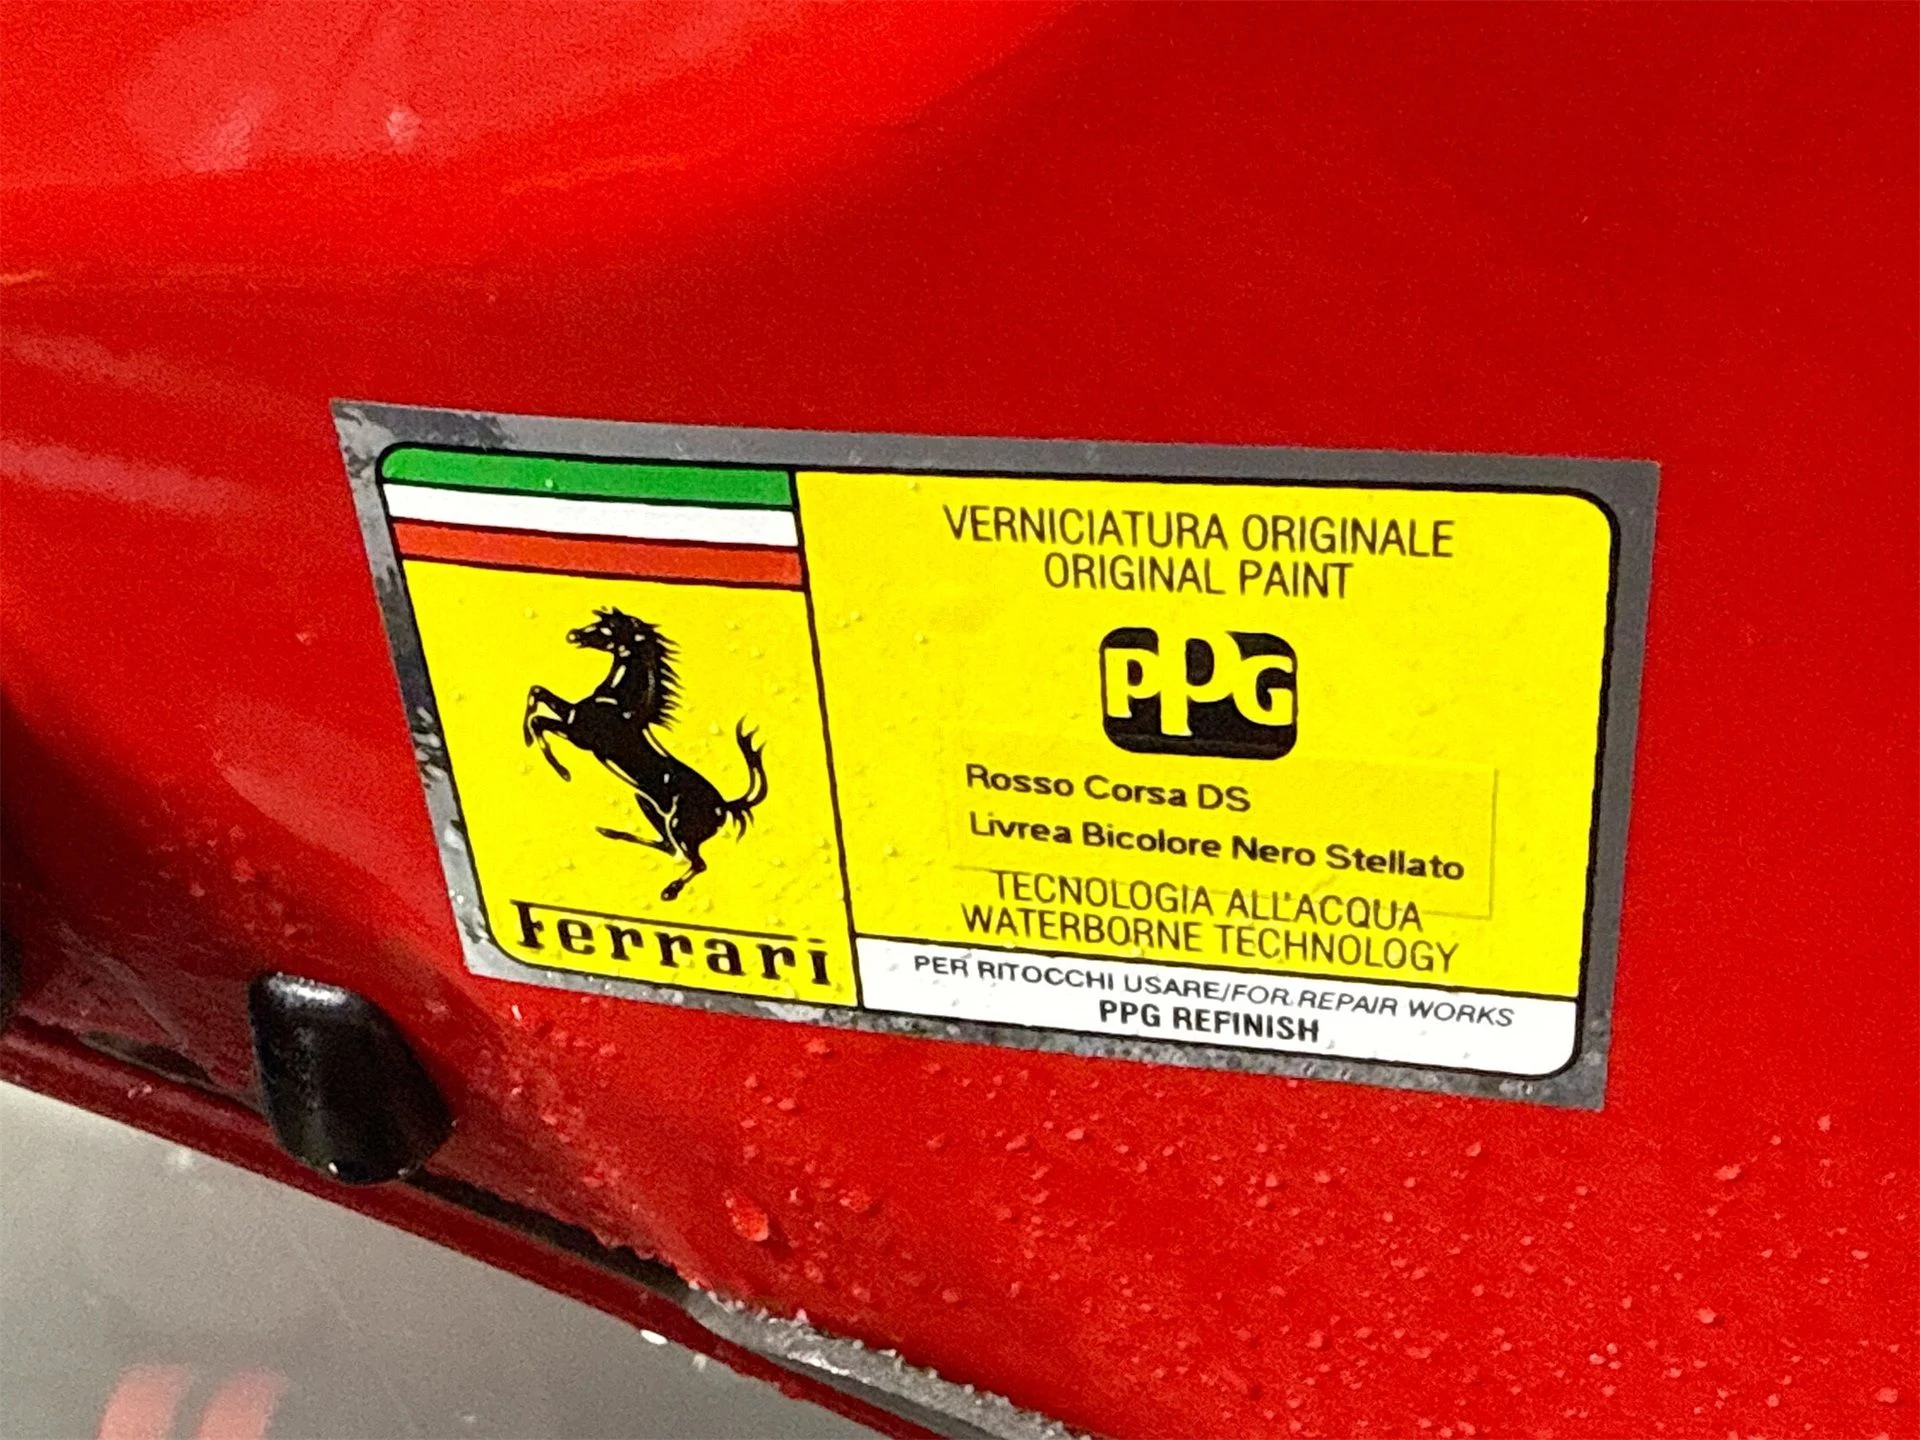 Ferrari
VERNICIATURA ORIGINALE
ORIGINAL PAINT
PPG
Rosso Corsa DS
Livrea Bicolore Nero Stellato
TECNOLOGIA ALL'ACQUA
WATERBORNE TECHNOLOGY
PER RITOCCHI USARE/FOR REPAIR WORKS
PPG REFINISH